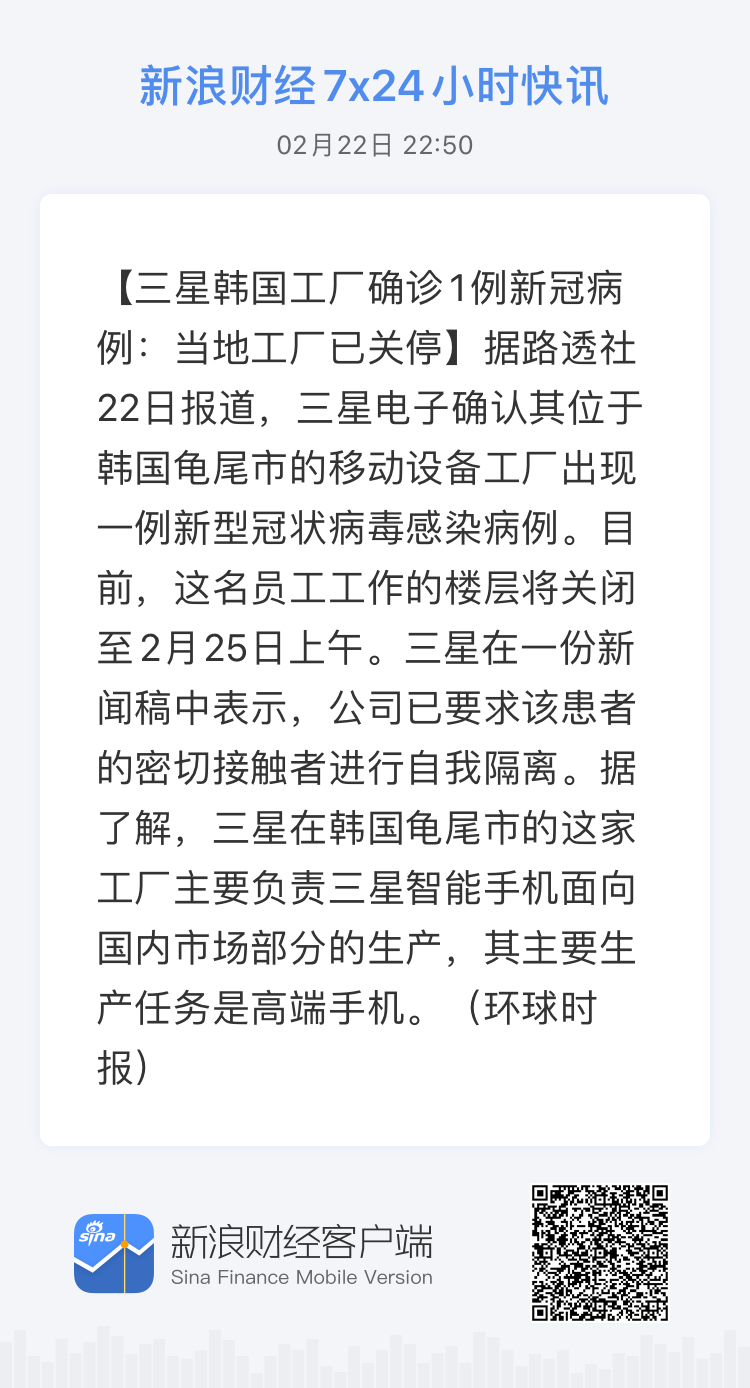 新浪财经7x24小时快讯
02月22日 22:50
【三星韩国工厂确诊1例新冠病
例：当地工厂已关停】据路透社
22日报道，三星电子确认其位于
韩国龟尾市的移动设备工厂出现
一例新型冠状病毒感染病例。目
前，这名员工工作的楼层将关闭
至2月25日上午。三星在一份新
闻稿中表示，公司已要求该患者
的密切接触者进行自我隔离。据
了解，三星在韩国龟尾市的这家
工厂主要负责三星智能手机面向
国内市场部分的生产，其主要生
产任务是高端手机。（环球时
报）
sina
新浪财经客户端
Sina Finance Mobile Version